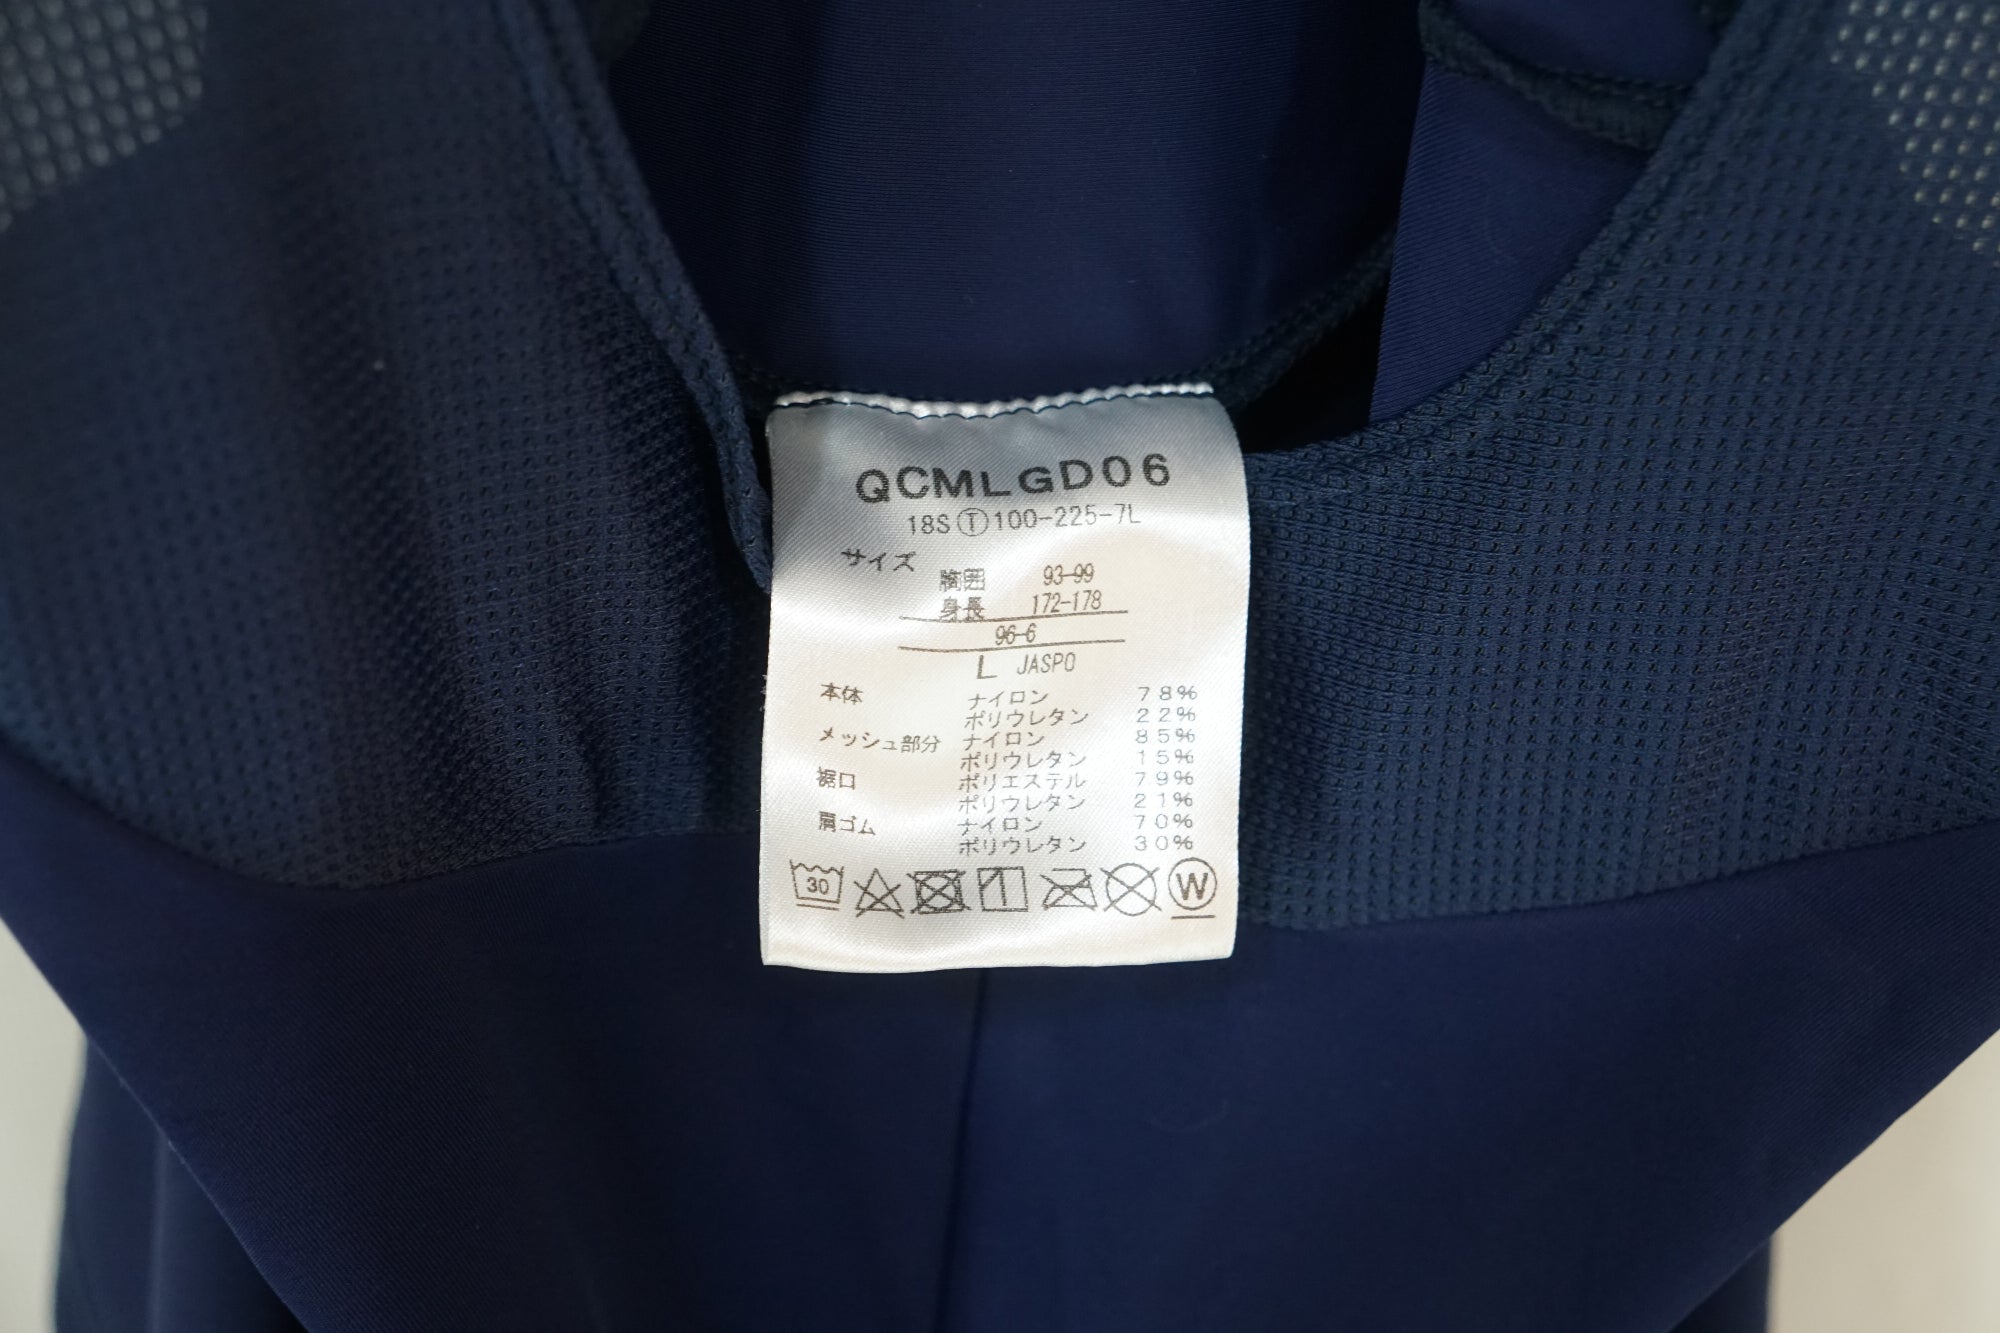 QCMLGD06
18SⓉ100-225-7L
サイズ
胸囲 93-99
身長 172-178
96-6
L JASPO
本体 ナイロン 78%
ポリウレタン 22%
メッシュ部分 ナイロン 85%
ポリウレタン 15%
裾口 ポリエステル 79%
ポリウレタン 21%
肩ゴム ナイロン 70%
ポリウレタン 30%
30 W